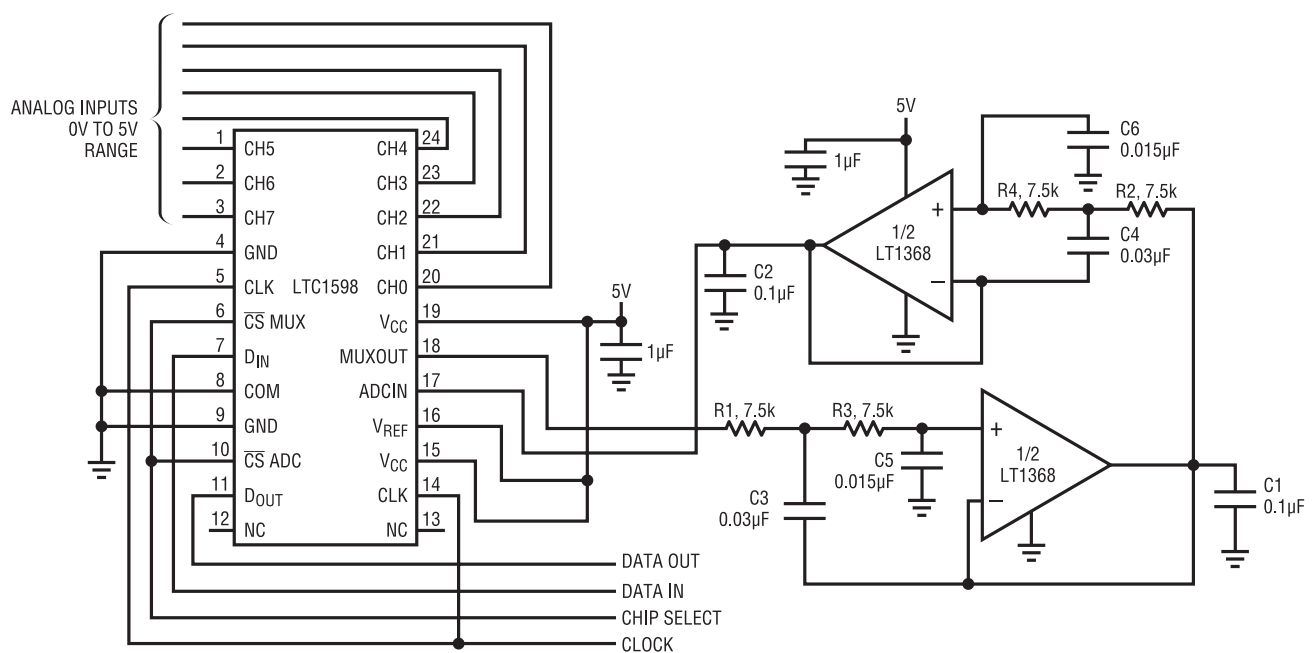 ANALOG INPUTS
0V TO 5V
RANGE
1 CH5 CH4 24
2 CH6 CH3 23
3 CH7 CH2 22
4 GND CH1 21
5 CLK LTC1598 CH0 20
6 CS MUX VCC 19
7 DIN MUXOUT 18
8 COM ADCIN 17
9 GND VREF 16
10 CS ADC VCC 15
11 DOUT CLK 14
12 NC NC 13
5V
1µF
DATA OUT
DATA IN
CHIP SELECT
CLOCK
5V
1µF
C6
0.015µF
R4, 7.5k
R2, 7.5k
+
1/2
LT1368
–
C4
0.03µF
C2
0.1µF
R1, 7.5k
R3, 7.5k
+
1/2
LT1368
–
C5
0.015µF
C3
0.03µF
C1
0.1µF